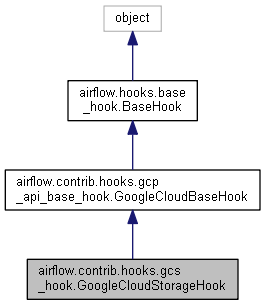 object
airflow.hooks.base
_hook.BaseHook
airflow.contrib.hooks.gcp
_api_base_hook.GoogleCloudBaseHook
airflow.contrib.hooks.gcs
_hook.GoogleCloudStorageHook